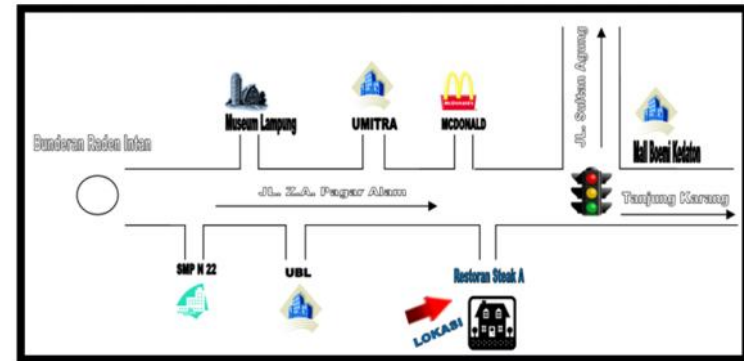 Bunderan Raden Intan
Museum Lampung
UMITRA
MCDONALD
McDONALD'S
JL. Sultan Agung
Mall Boemi Kedaton
JL. Z.A. Pagar Alam
Tanjung Karang
SMP N 22
UBL
Restoran Steak A
LOKASI